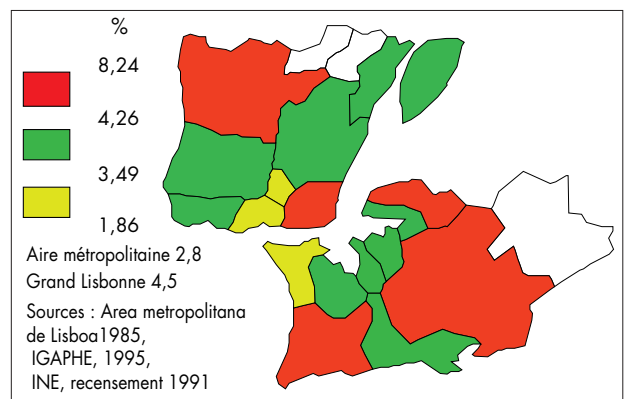 %
8,24
4,26
3,49
1,86
Aire métropolitaine 2,8
Grand Lisbonne 4,5
Sources : Area metropolitana
de Lisboa1985,
IGAPHE, 1995,
INE, recensement 1991